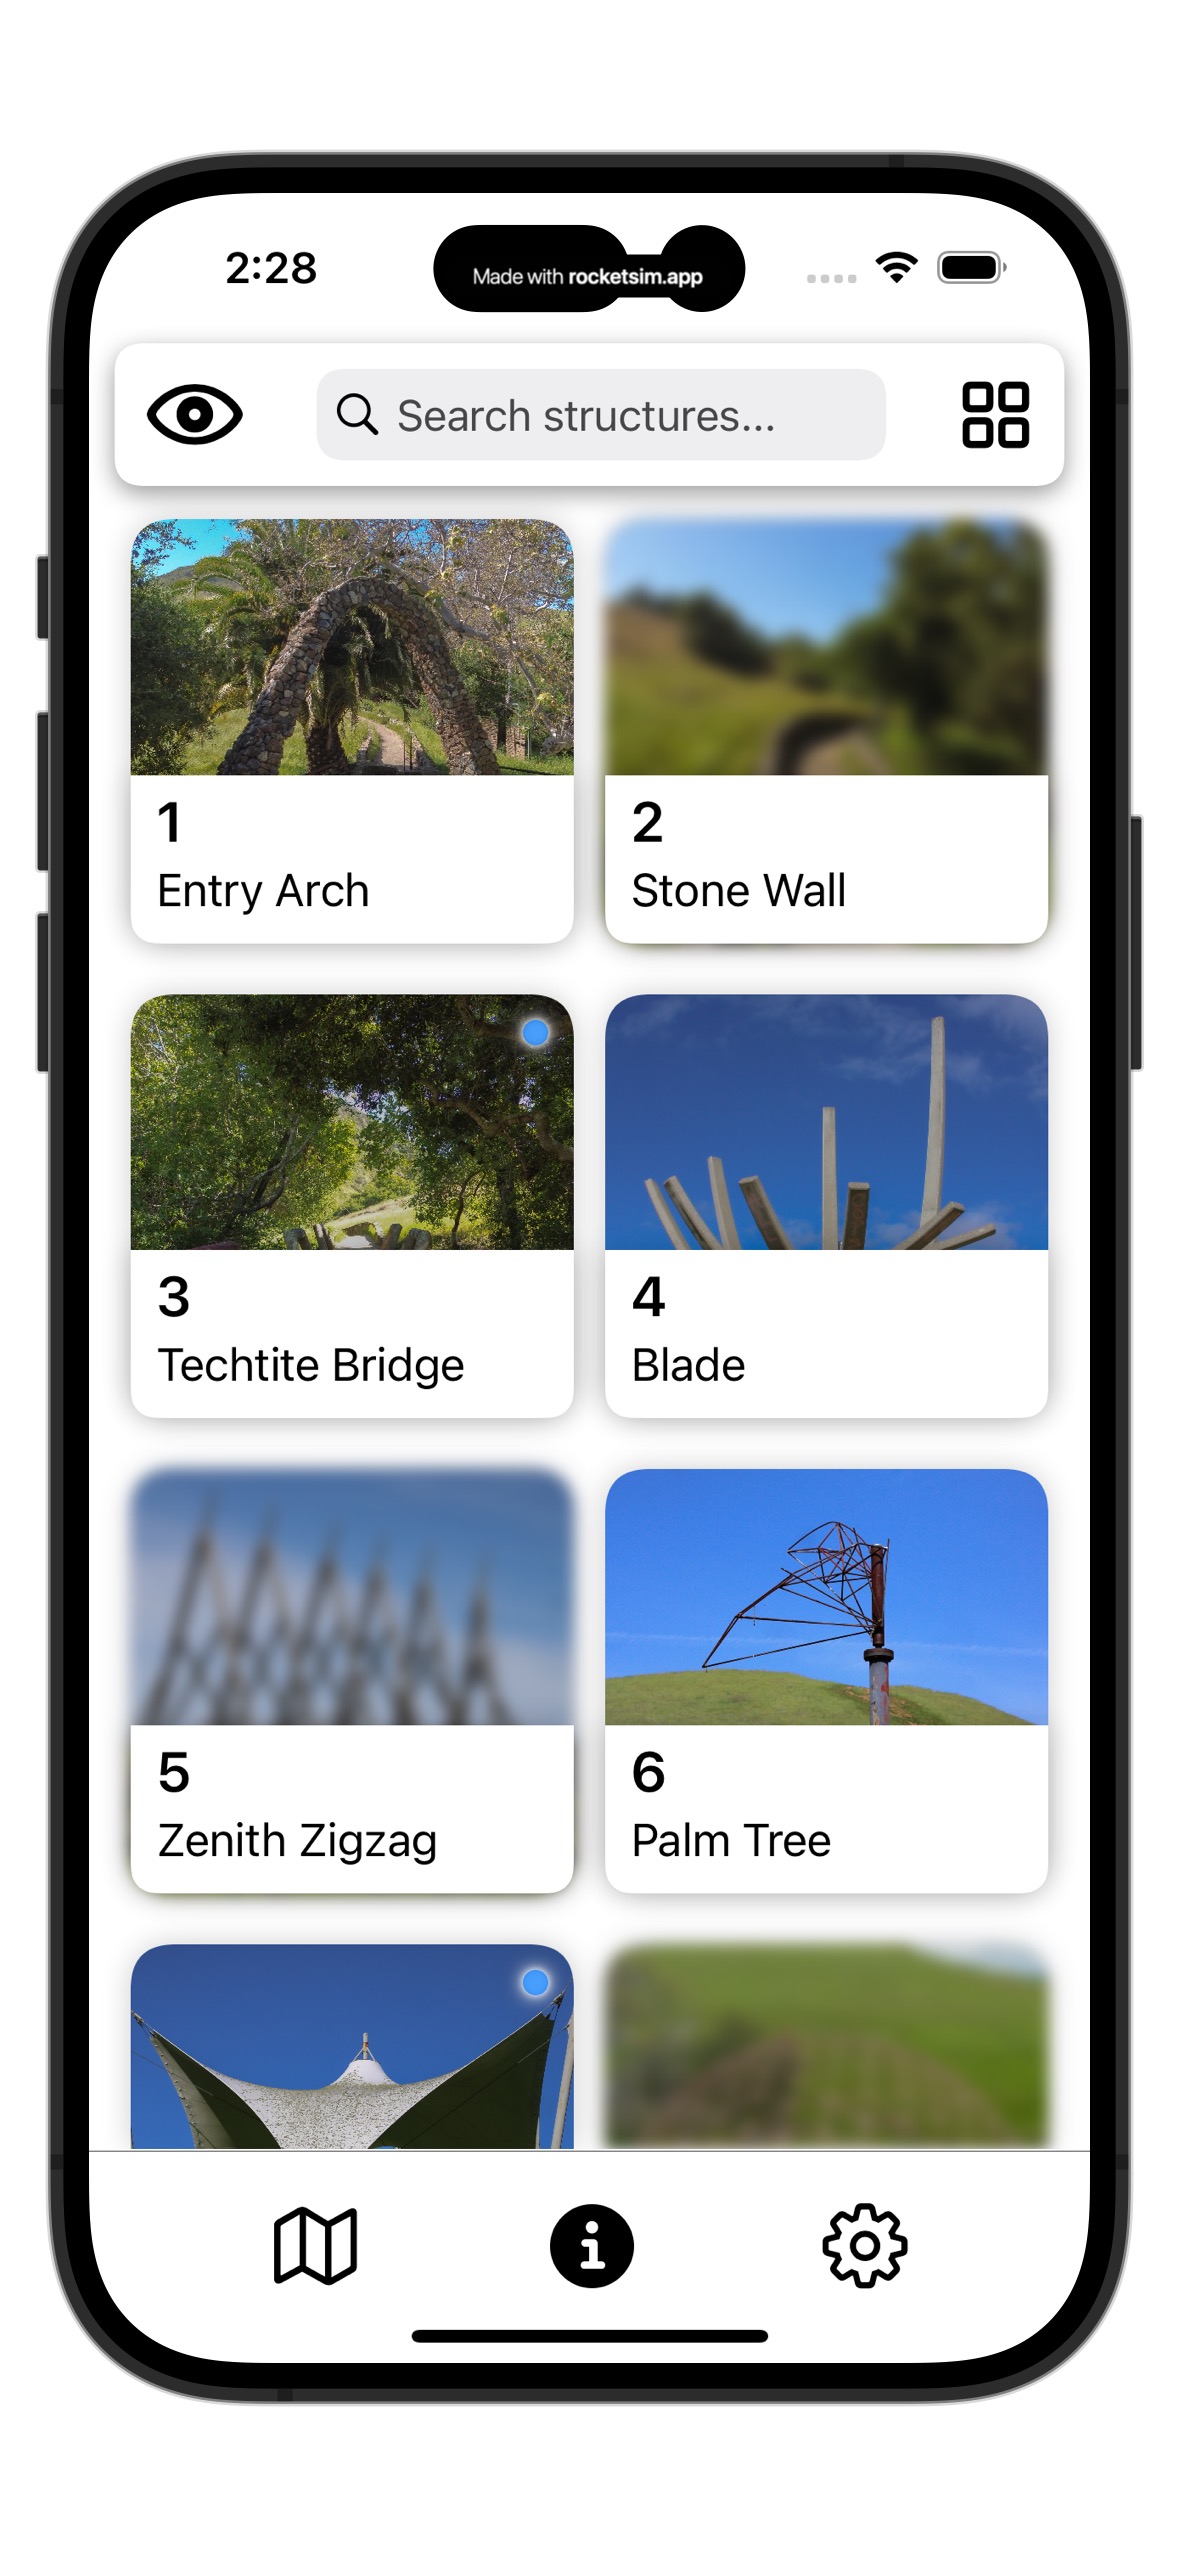 2:28
Made with rocketsim.app
Search structures...
1
Entry Arch
2
Stone Wall
3
Techtite Bridge
4
Blade
5
Zenith Zigzag
6
Palm Tree